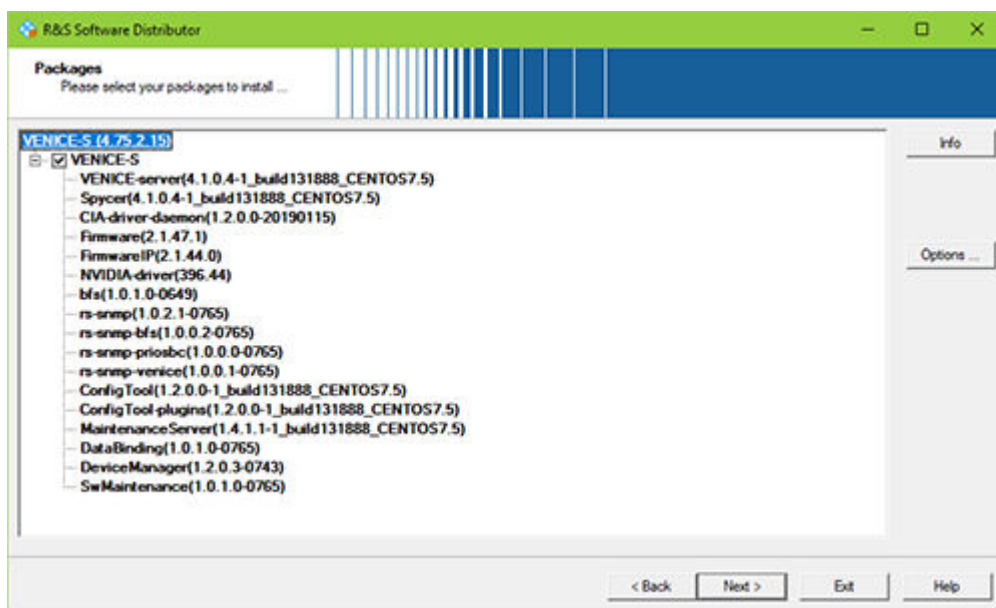 R&S Software Distributor
Packages
Please select your packages to install ...
VENICE-S (4.75.2.15)
VENICE-S
VENICE-server(4.1.0.4-1_build131888_CENTOS7.5)
Spycer(4.1.0.4-1_build131888_CENTOS7.5)
CIA-driver-daemon(1.2.0.0-20190115)
Firmware(2.1.47.1)
FirmwareIP(2.1.44.0)
NVIDIA-driver(396.44)
bfs(1.0.1.0-0649)
rs-snmp(1.0.2.1-0765)
rs-snmp-bfs(1.0.0.2-0765)
rs-snmp-priosbc(1.0.0.0-0765)
rs-snmp-venice(1.0.0.1-0765)
ConfigTool(1.2.0.0-1_build131888_CENTOS7.5)
ConfigTool-plugins(1.2.0.0-1_build131888_CENTOS7.5)
MaintenanceServer(1.4.1.1-1_build131888_CENTOS7.5)
DataBinding(1.0.1.0-0765)
DeviceManager(1.2.0.3-0743)
SwMaintenance(1.0.1.0-0765)
Info
Options ...
< Back
Next >
Exit
Help